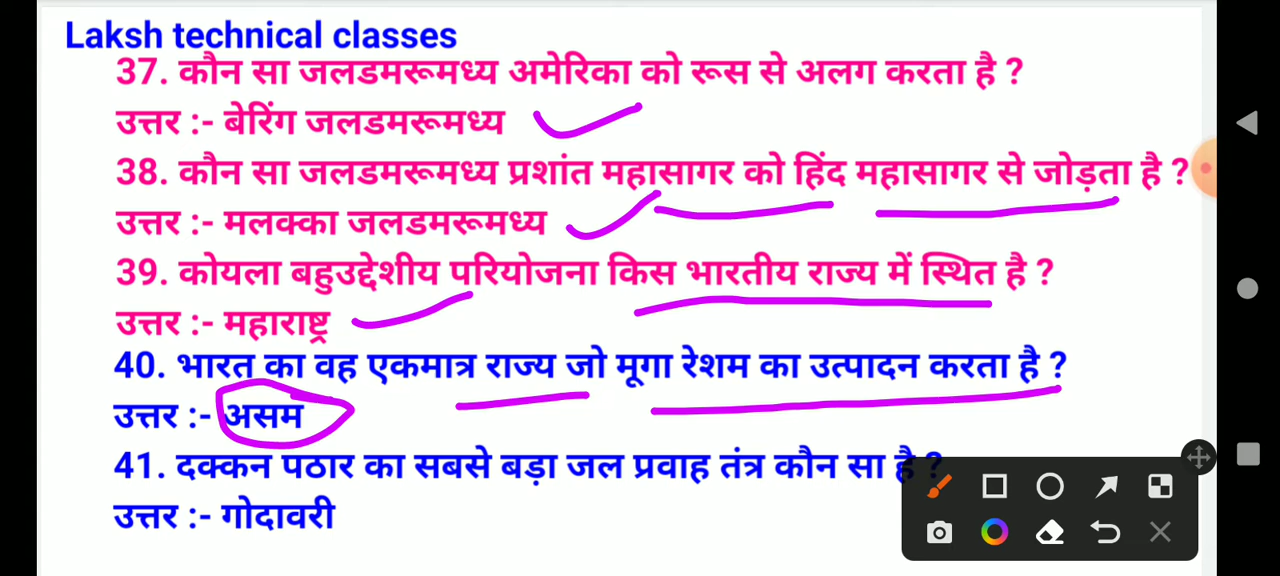 Laksh technical classes
37. कौन सा जलडमरूमध्य अमेरिका को रूस से अलग करता है ?
उत्तर :- बेरिंग जलडमरूमध्य
38. कौन सा जलडमरूमध्य प्रशांत महासागर को हिंद महासागर से जोड़ता है ?
उत्तर :- मलक्का जलडमरूमध्य
39. कोयला बहुउद्देशीय परियोजना किस भारतीय राज्य में स्थित है ?
उत्तर :- महाराष्ट्र
40. भारत का वह एकमात्र राज्य जो मूगा रेशम का उत्पादन करता है ?
उत्तर :- असम
41. दक्कन पठार का सबसे बड़ा जल प्रवाह तंत्र कौन सा है ?
उत्तर :- गोदावरी